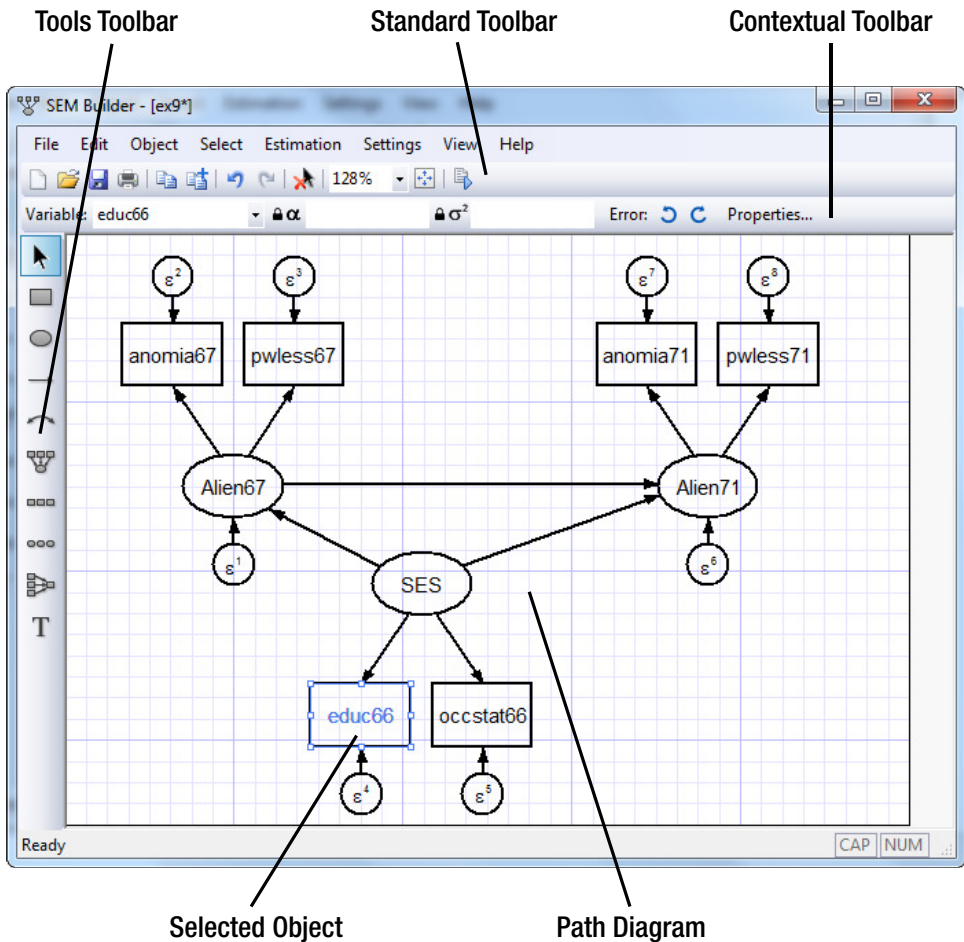 Tools Toolbar
Standard Toolbar
Contextual Toolbar
SEM Builder - [ex9*]
File Edit Object Select Estimation Settings View Help
128%
Variable: educ66 α σ² Error: Properties...
ε² ε³ ε⁷ ε⁸
anomia67 pwless67 anomia71 pwless71
Alien67 Alien71
ε¹ ε⁶
SES
T
educ66 occstat66
ε⁴ ε⁵
Ready CAP NUM
Selected Object
Path Diagram